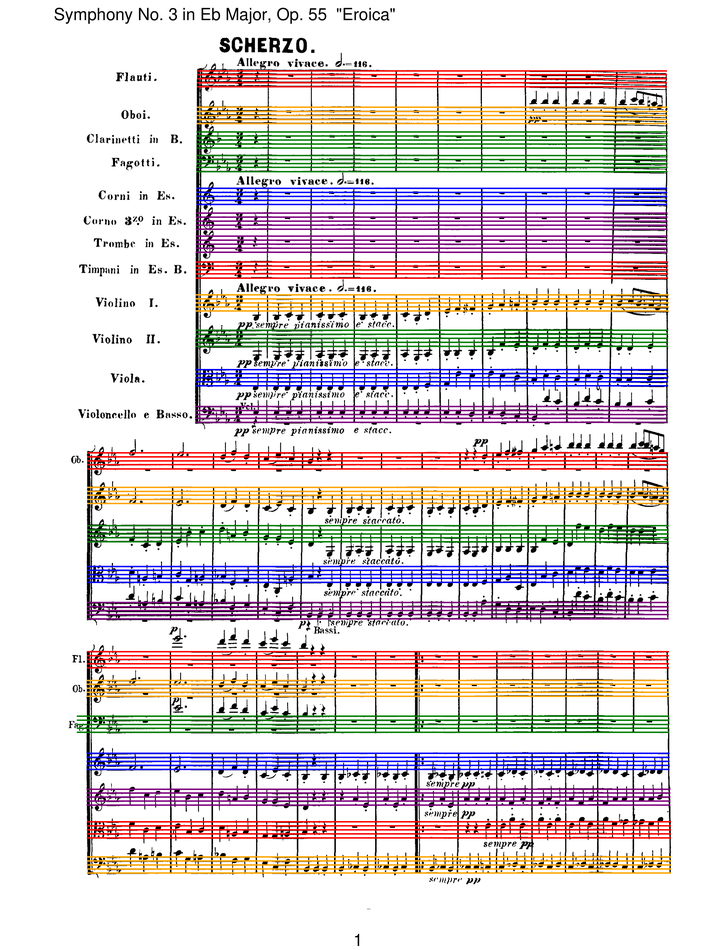 Symphony No. 3 in Eb Major, Op. 55 "Eroica"
SCHERZO.
Allegro vivace. 𝅗𝅥.=116.
Flauti.
Oboi.
pp
Clarinetti in B.
Fagotti.
Allegro vivace. 𝅗𝅥.=116.
Corni in Es.
Corno 3zo in Es.
Trombe in Es.
Timpani in Es. B.
Allegro vivace. 𝅗𝅥.=116.
Violino I.
pp sempre pianissimo e stacc.
Violino II.
pp sempre pianissimo e stacc.
Viola.
pp sempre pianissimo e stacc.
Violoncello e Basso.
pp sempre pianissimo e stacc.
pp
Ob.
sempre staccato.
sempre staccato.
sempre staccato.
sempre staccato.
Bassi.
p
Fl.
Ob.
p
sempre pp
sempre pp
sempre pp
sempre pp
1